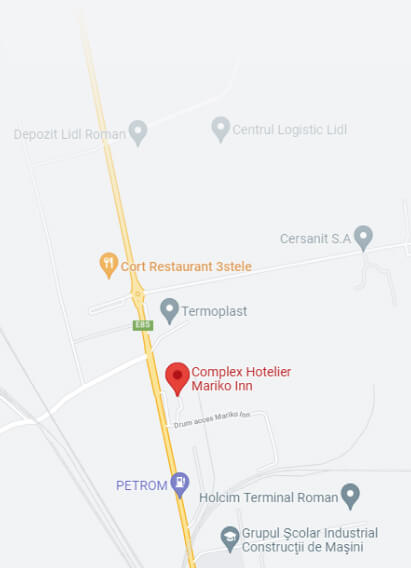 Depozit Lidl Roman
Centrul Logistic Lidl
Cersanit S.A
Cort Restaurant 3stele
Termoplast
E85
Complex Hotelier
Mariko Inn
Drum acces Mariko Inn
PETROM
Holcim Terminal Roman
Grupul Școlar Industrial
Construcții de Mașini